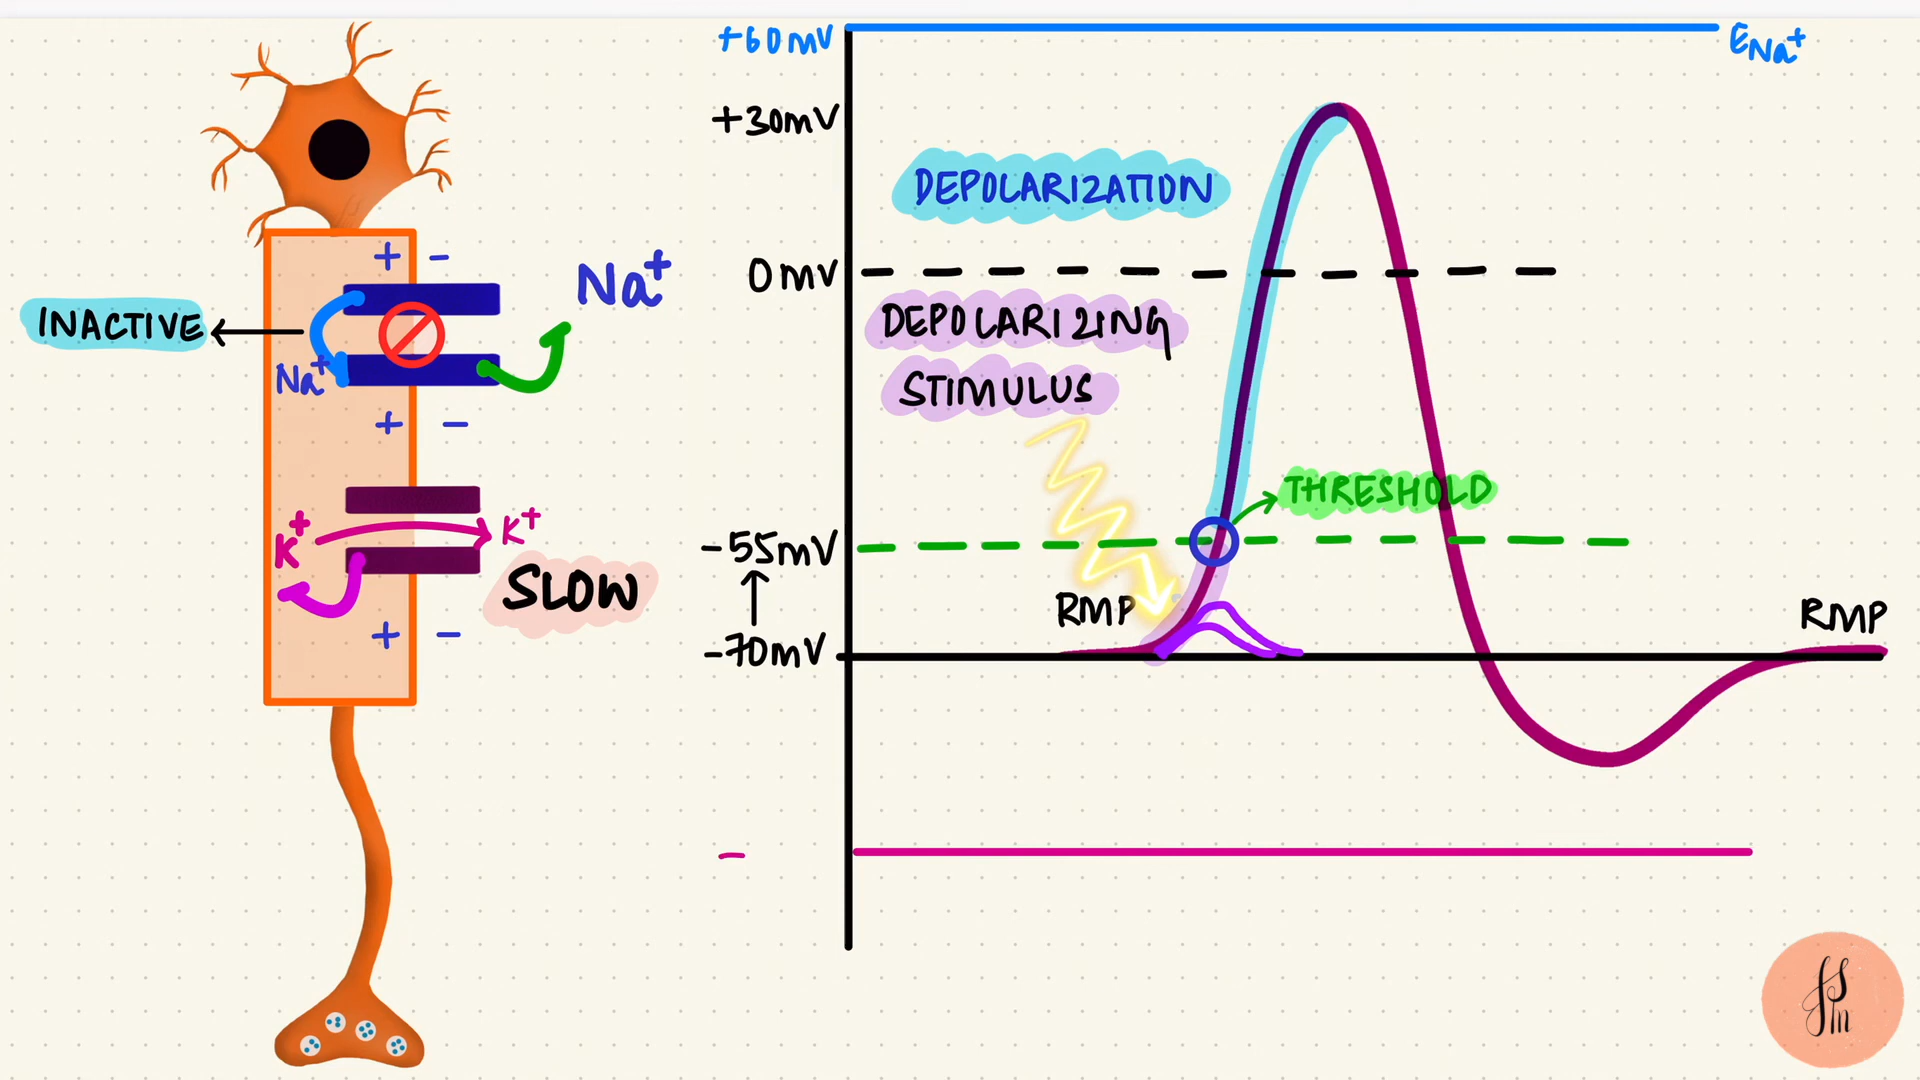 +60mV
ENa+
+30mV
DEPOLARIZATION
0mV
+ -
Na+
INACTIVE
DEPOLARIZING
Na+
STIMULUS
+ -
THRESHOLD
K+
K+
-55mV
SLOW
RMP
RMP
+ -
-70mV
-